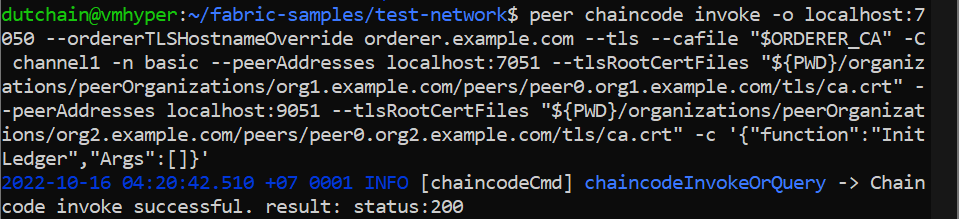 dutchain@vmhyper:~/fabric-samples/test-network$ peer chaincode invoke -o localhost:7
050 --ordererTLSHostnameOverride orderer.example.com --tls --cafile "$ORDERER_CA" -C
 channel1 -n basic --peerAddresses localhost:7051 --tlsRootCertFiles "${PWD}/organiz
ations/peerOrganizations/org1.example.com/peers/peer0.org1.example.com/tls/ca.crt" -
-peerAddresses localhost:9051 --tlsRootCertFiles "${PWD}/organizations/peerOrganizat
ions/org2.example.com/peers/peer0.org2.example.com/tls/ca.crt" -c '{"function":"Init
Ledger","Args":[]}'
2022-10-16 04:20:42.510 +07 0001 INFO [chaincodeCmd] chaincodeInvokeOrQuery -> Chain
code invoke successful. result: status:200